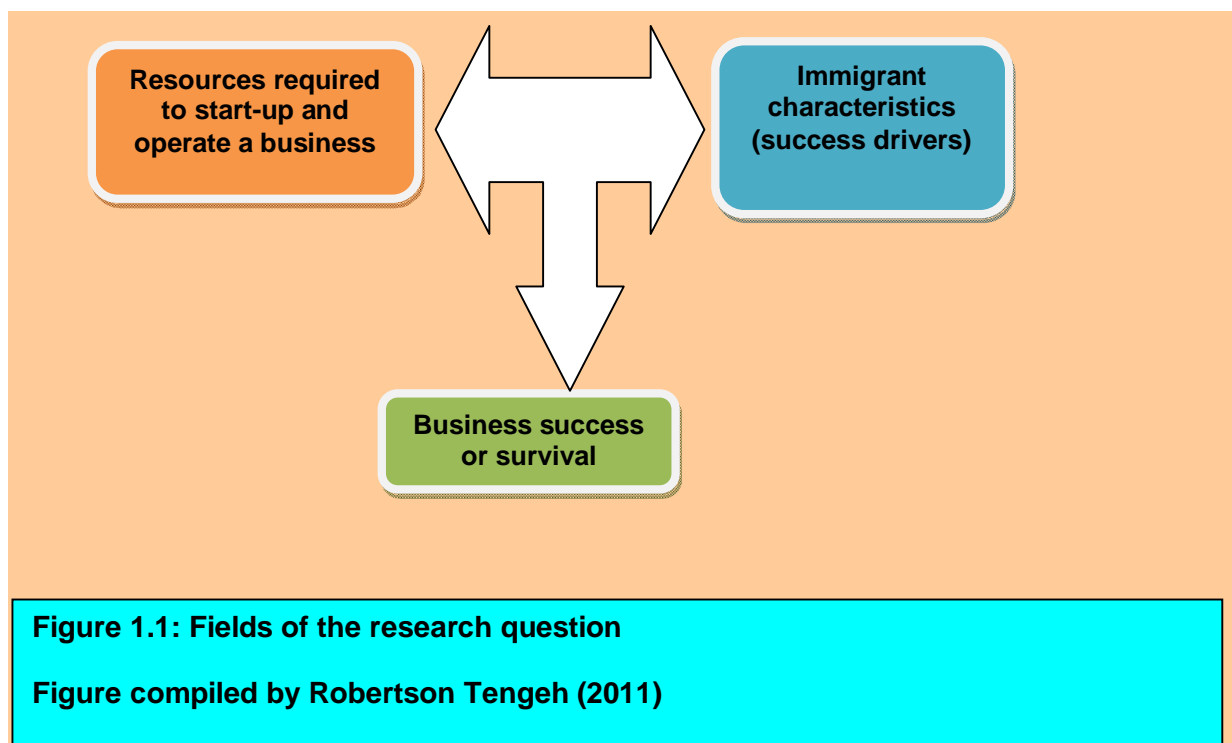 Resources required
to start-up and
operate a business
Immigrant
characteristics
(success drivers)
Business success
or survival
Figure 1.1: Fields of the research question
Figure compiled by Robertson Tengeh (2011)